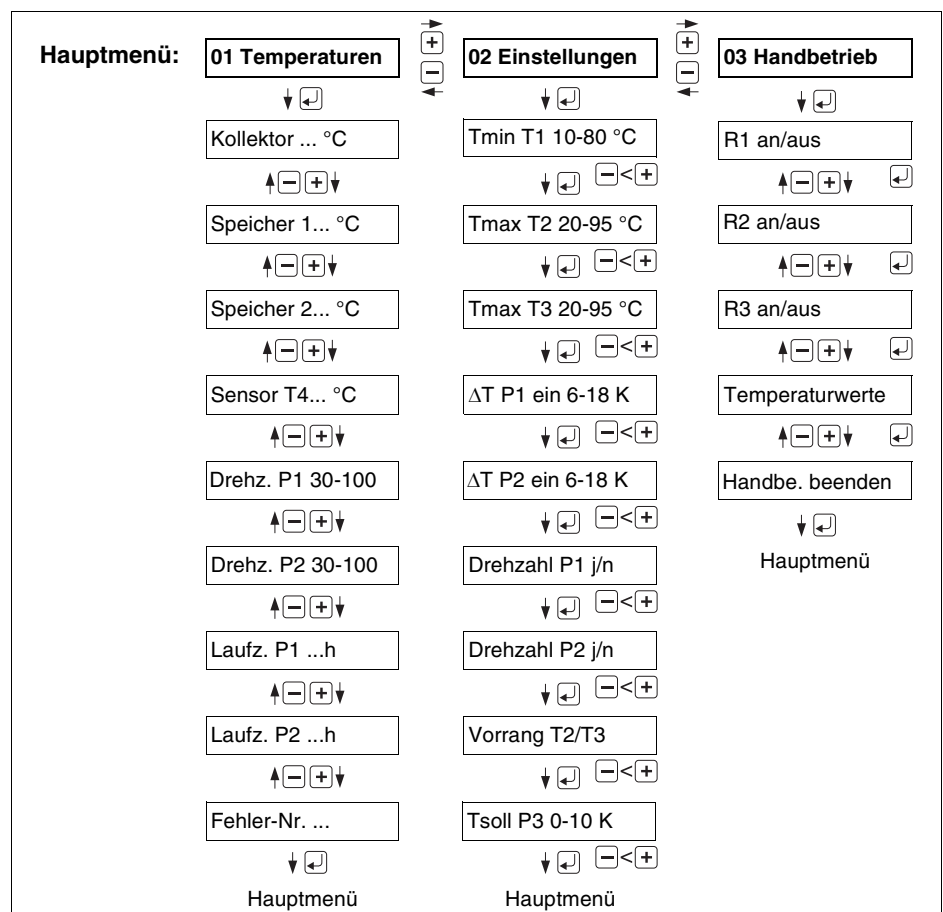 Hauptmenü: 01 Temperaturen + − 02 Einstellungen + − 03 Handbetrieb
Kollektor ... °C
− +
Speicher 1... °C
− +
Speicher 2... °C
− +
Sensor T4... °C
− +
Drehz. P1 30-100
− +
Drehz. P2 30-100
− +
Laufz. P1 ...h
− +
Laufz. P2 ...h
− +
Fehler-Nr. ...
Hauptmenü
Tmin T1 10-80 °C
−<+
Tmax T2 20-95 °C
−<+
Tmax T3 20-95 °C
−<+
ΔT P1 ein 6-18 K
−<+
ΔT P2 ein 6-18 K
−<+
Drehzahl P1 j/n
−<+
Drehzahl P2 j/n
−<+
Vorrang T2/T3
−<+
Tsoll P3 0-10 K
−<+
Hauptmenü
R1 an/aus
− +
R2 an/aus
− +
R3 an/aus
− +
Temperaturwerte
− +
Handbe. beenden
Hauptmenü